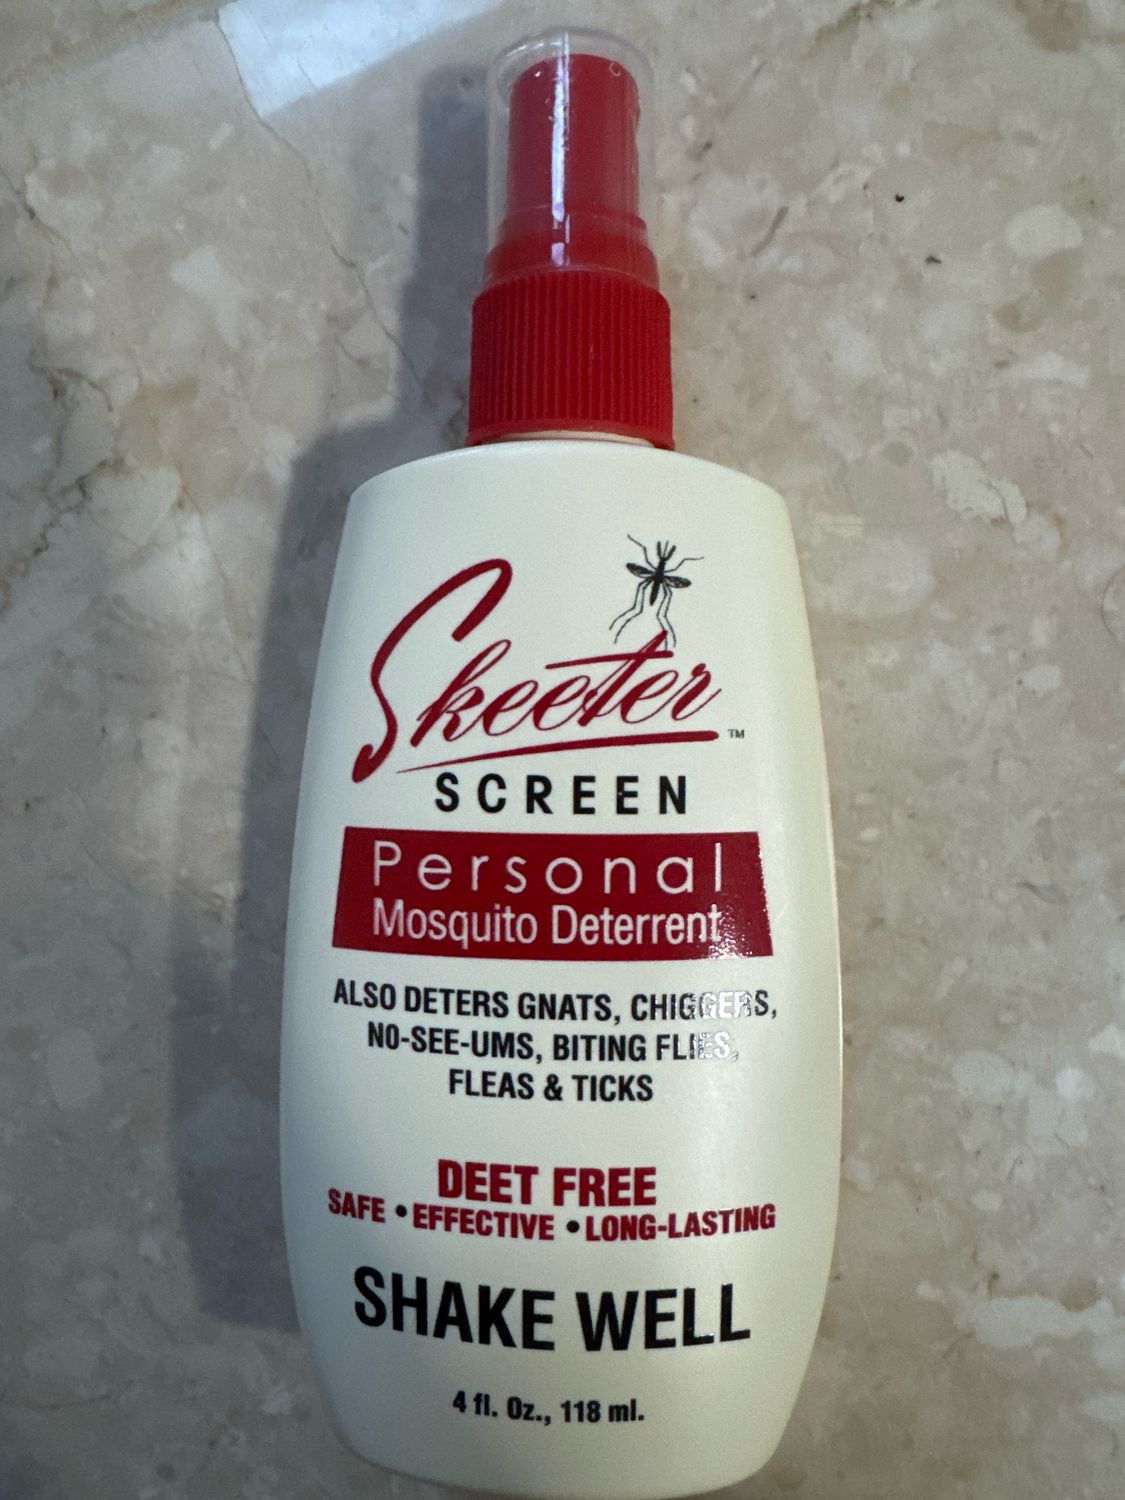 Skeeter™
SCREEN
Personal
Mosquito Deterrent
ALSO DETERS GNATS, CHIGGERS,
NO-SEE-UMS, BITING FLIES,
FLEAS & TICKS
DEET FREE
SAFE • EFFECTIVE • LONG-LASTING
SHAKE WELL
4 fl. Oz., 118 ml.